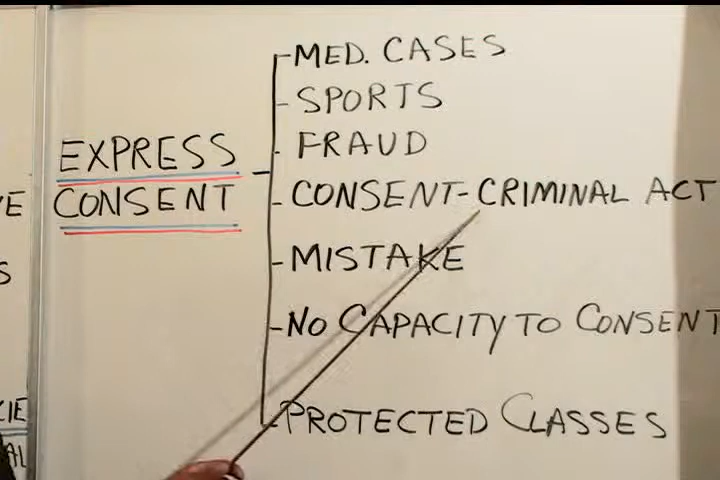 MED. CASES
SPORTS
FRAUD
EXPRESS
CONSENT
CONSENT-CRIMINAL ACT
MISTAKE
NO CAPACITY TO CONSENT
PROTECTED CLASSES